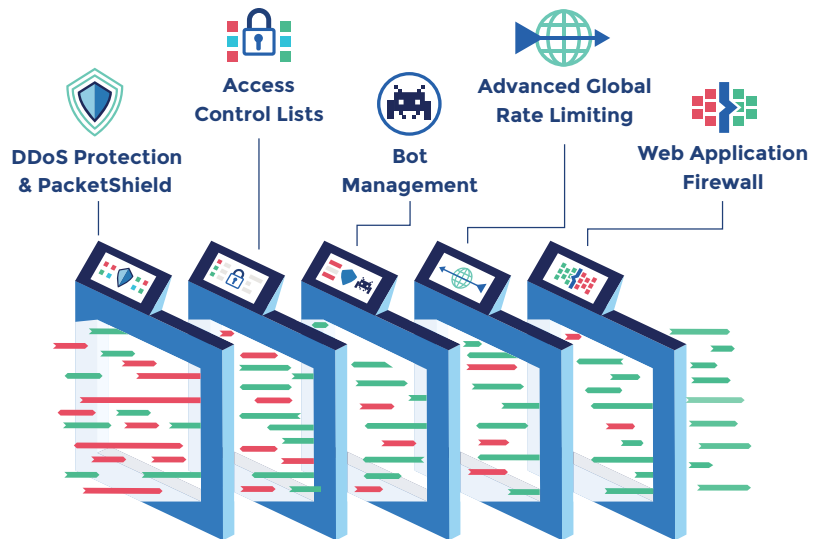 DDoS Protection
& PacketShield
Access
Control Lists
Bot
Management
Advanced Global
Rate Limiting
Web Application
Firewall